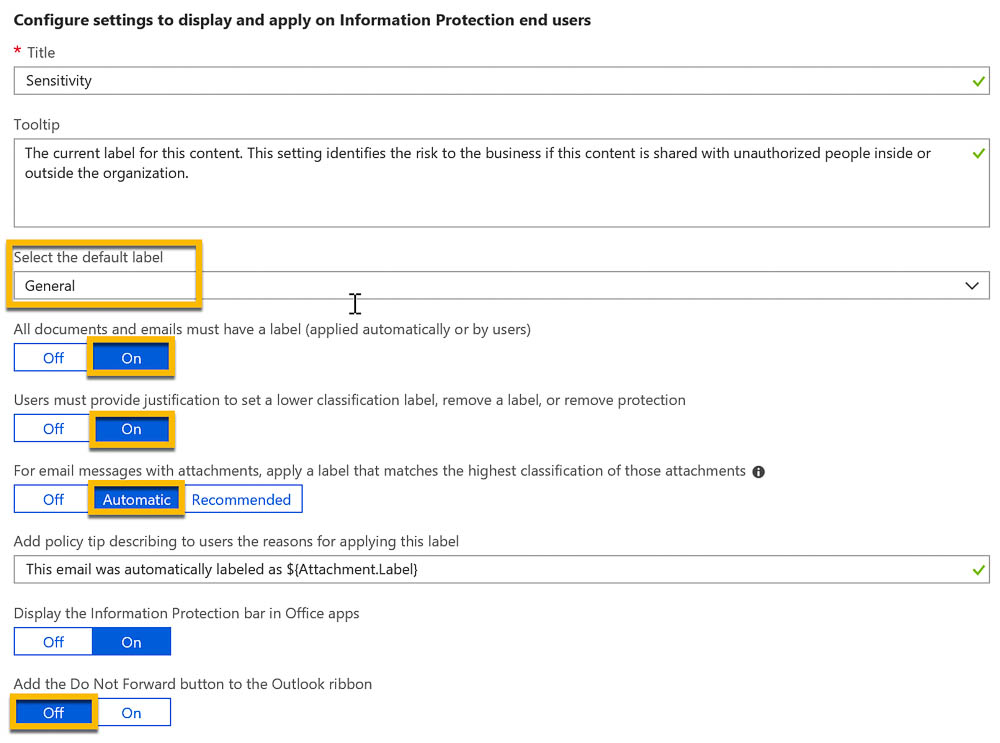 Configure settings to display and apply on Information Protection end users
* Title
Sensitivity
Tooltip
The current label for this content. This setting identifies the risk to the business if this content is shared with unauthorized people inside or
outside the organization.
Select the default label
General
All documents and emails must have a label (applied automatically or by users)
Off On
Users must provide justification to set a lower classification label, remove a label, or remove protection
Off On
For email messages with attachments, apply a label that matches the highest classification of those attachments
Off Automatic Recommended
Add policy tip describing to users the reasons for applying this label
This email was automatically labeled as ${Attachment.Label}
Display the Information Protection bar in Office apps
Off On
Add the Do Not Forward button to the Outlook ribbon
Off On